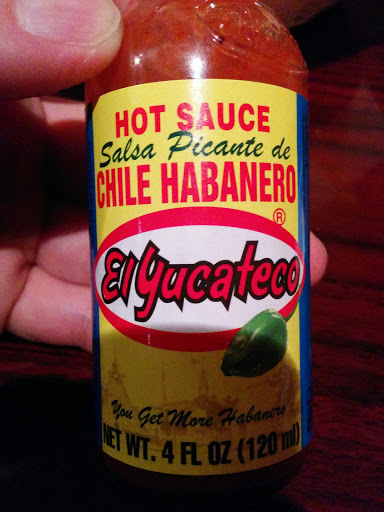 HOT SAUCE
Salsa Picante de
CHILE HABANERO
®
El Yucateco
You Get More Habanero
NET WT. 4 FL OZ (120 ml)